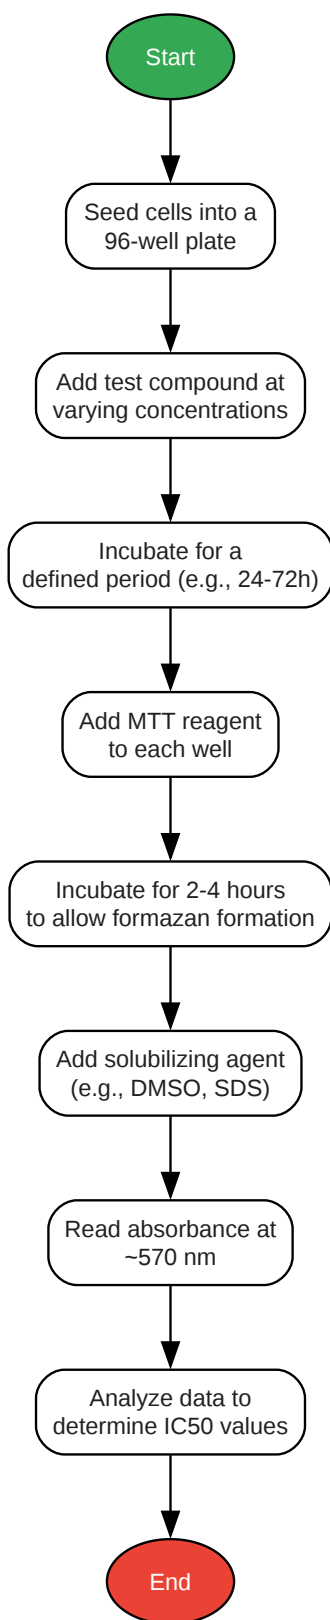 Start
Seed cells into a
96-well plate
Add test compound at
varying concentrations
Incubate for a
defined period (e.g., 24-72h)
Add MTT reagent
to each well
Incubate for 2-4 hours
to allow formazan formation
Add solubilizing agent
(e.g., DMSO, SDS)
Read absorbance at
~570 nm
Analyze data to
determine IC50 values
End